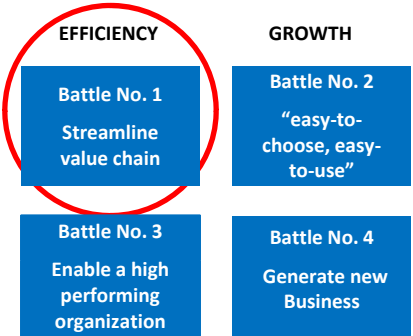 EFFICIENCY GROWTH
Battle No. 1
Streamline
value chain
Battle No. 2
“easy-to-
choose, easy-
to-use”
Battle No. 3
Enable a high
performing
organization
Battle No. 4
Generate new
Business